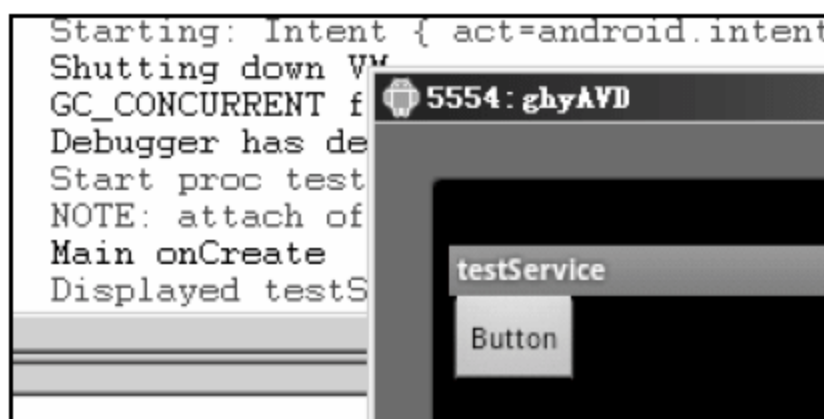 Starting: Intent { act=android.intent
Shutting down VM
GC_CONCURRENT f
Debugger has de
Start proc test
NOTE: attach of
Main onCreate
Displayed testS
5554:ghyAVD
testService
Button